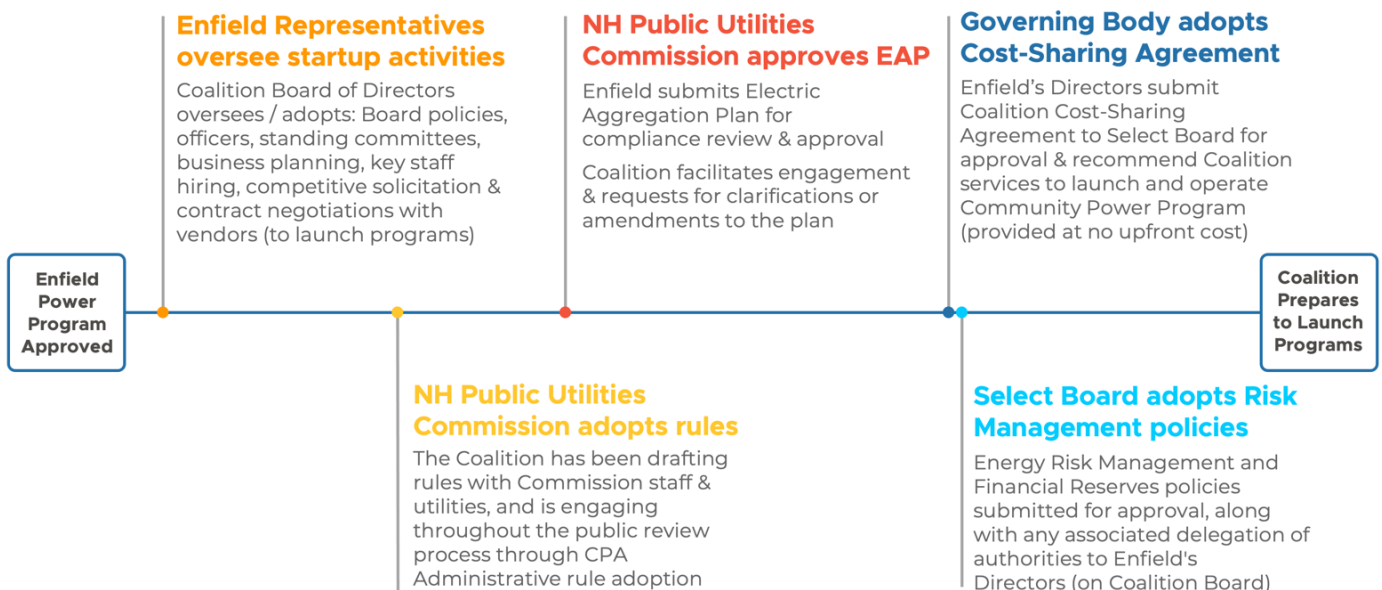 Enfield Power Program Approved
Enfield Representatives
oversee startup activities
Coalition Board of Directors
oversees / adopts: Board policies,
officers, standing committees,
business planning, key staff
hiring, competitive solicitation &
contract negotiations with
vendors (to launch programs)
NH Public Utilities
Commission adopts rules
The Coalition has been drafting
rules with Commission staff &
utilities, and is engaging
throughout the public review
process through CPA
Administrative rule adoption
NH Public Utilities
Commission approves EAP
Enfield submits Electric
Aggregation Plan for
compliance review & approval
Coalition facilitates engagement
& requests for clarifications or
amendments to the plan
Governing Body adopts
Cost-Sharing Agreement
Enfield’s Directors submit
Coalition Cost-Sharing
Agreement to Select Board for
approval & recommend Coalition
services to launch and operate
Community Power Program
(provided at no upfront cost)
Select Board adopts Risk
Management policies
Energy Risk Management and
Financial Reserves policies
submitted for approval, along
with any associated delegation of
authorities to Enfield's
Directors (on Coalition Board)
Coalition
Prepares
to Launch
Programs